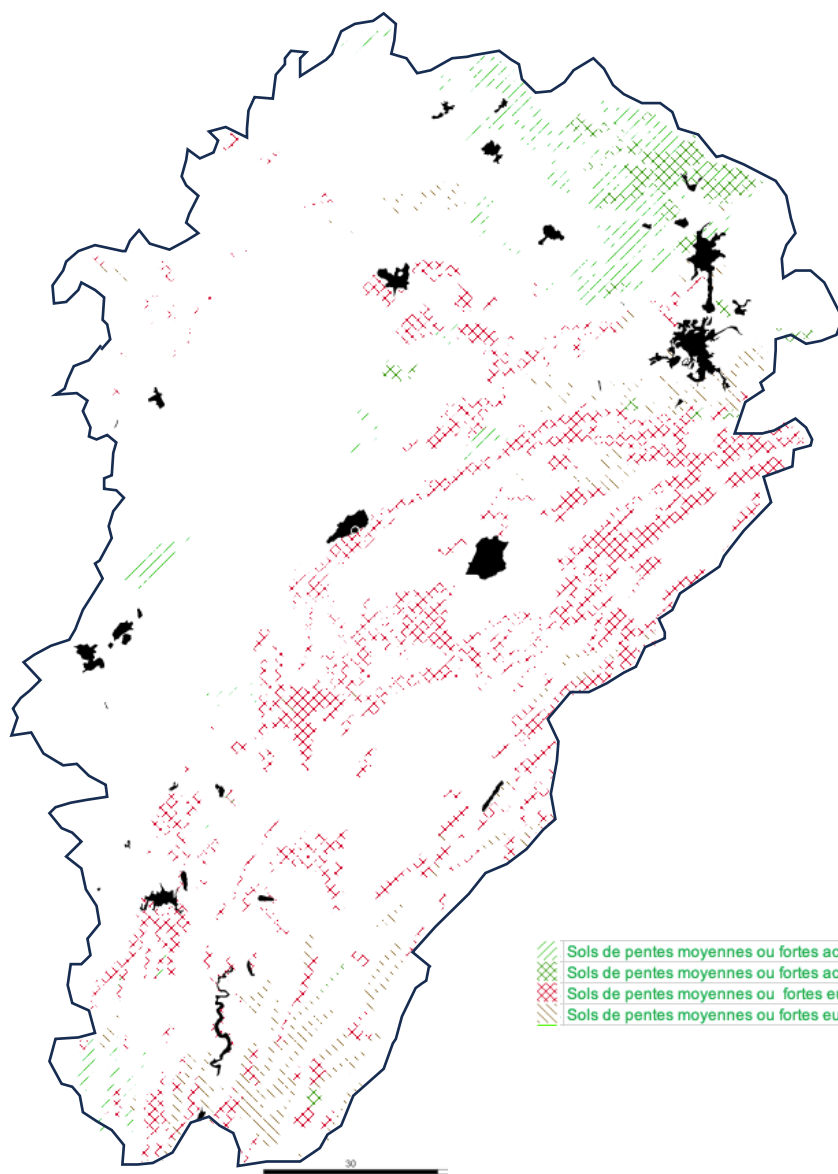 Sols de pentes moyennes ou fortes ac
Sols de pentes moyennes ou fortes ac
Sols de pentes moyennes ou fortes eu
Sols de pentes moyennes ou fortes eu
30